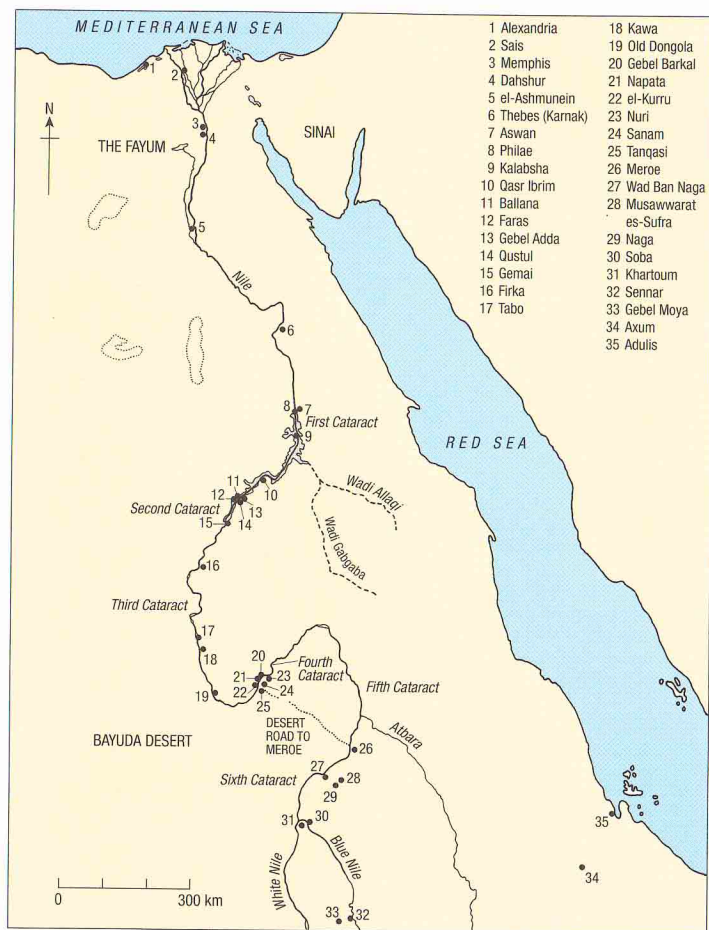 MEDITERRANEAN SEA
1 Alexandria
2 Sais
3 Memphis
4 Dahshur
5 el-Ashmunein
6 Thebes (Karnak)
7 Aswan
8 Philae
9 Kalabsha
10 Qasr Ibrim
11 Ballana
12 Faras
13 Gebel Adda
14 Qustul
15 Gemai
16 Firka
17 Tabo
18 Kawa
19 Old Dongola
20 Gebel Barkal
21 Napata
22 el-Kurru
23 Nuri
24 Sanam
25 Tanqasi
26 Meroe
27 Wad Ban Naga
28 Musawwarat
es-Sufra
29 Naga
30 Soba
31 Khartoum
32 Sennar
33 Gebel Moya
34 Axum
35 Adulis
1
2
N
3
4
SINAI
THE FAYUM
5
Nile
6
8
7
First Cataract
9
RED SEA
11
10
12
13
14
Wadi Allaqi
Second Cataract
15
Wadi Gabgaba
16
Third Cataract
17
18
20
Fourth
Cataract
21
23
22
24
25
19
Fifth Cataract
DESERT
ROAD TO
MEROE
Atbara
BAYUDA DESERT
26
27
Sixth Cataract
28
29
31
30
35
White Nile
Blue Nile
34
0
300 km
33
32